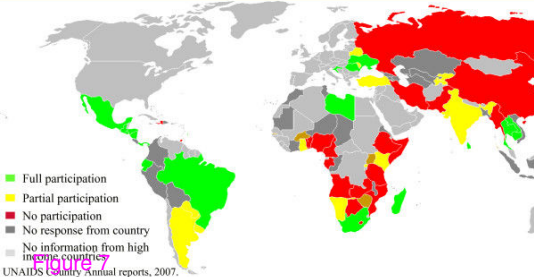 Full participation
Partial participation
No participation
No response from country
No information from high
income countries
Figure 7
UNAIDS Country Annual reports, 2007.